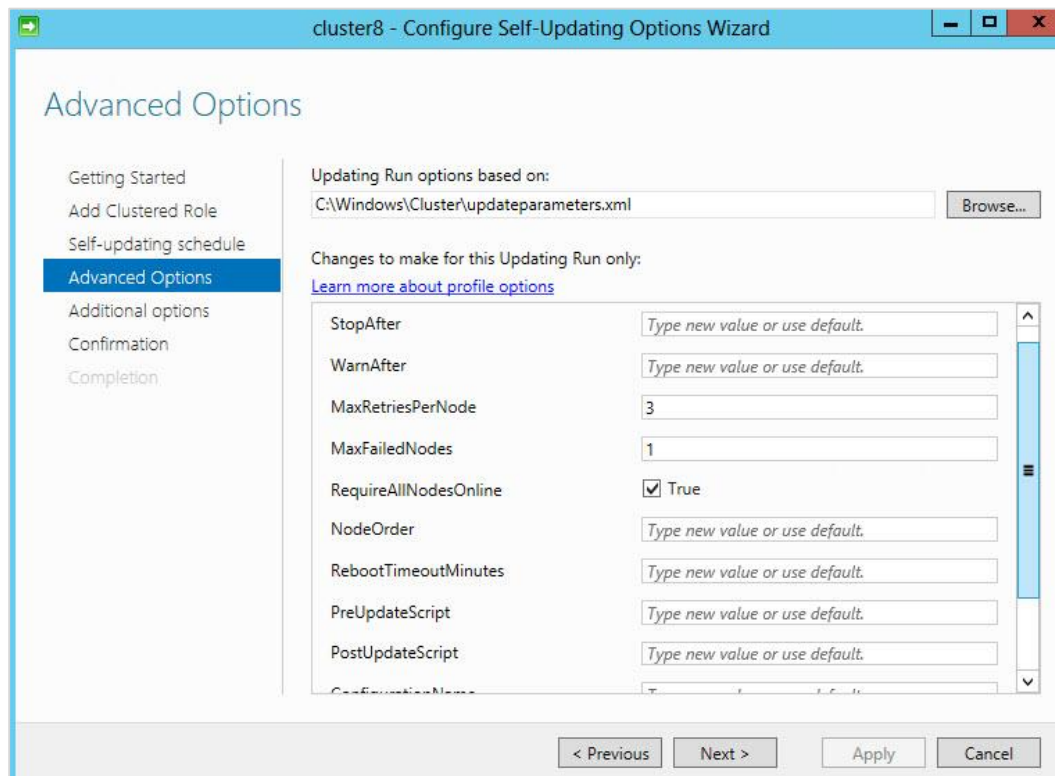 cluster8 - Configure Self-Updating Options Wizard
Advanced Options
Getting Started
Add Clustered Role
Self-updating schedule
Advanced Options
Additional options
Confirmation
Completion
Updating Run options based on:
C:\Windows\Cluster\updateparameters.xml
Browse...
Changes to make for this Updating Run only:
Learn more about profile options
StopAfter Type new value or use default.
WarnAfter Type new value or use default.
MaxRetriesPerNode 3
MaxFailedNodes 1
RequireAllNodesOnline True
NodeOrder Type new value or use default.
RebootTimeoutMinutes Type new value or use default.
PreUpdateScript Type new value or use default.
PostUpdateScript Type new value or use default.
ConfigurationName
< Previous Next > Apply Cancel